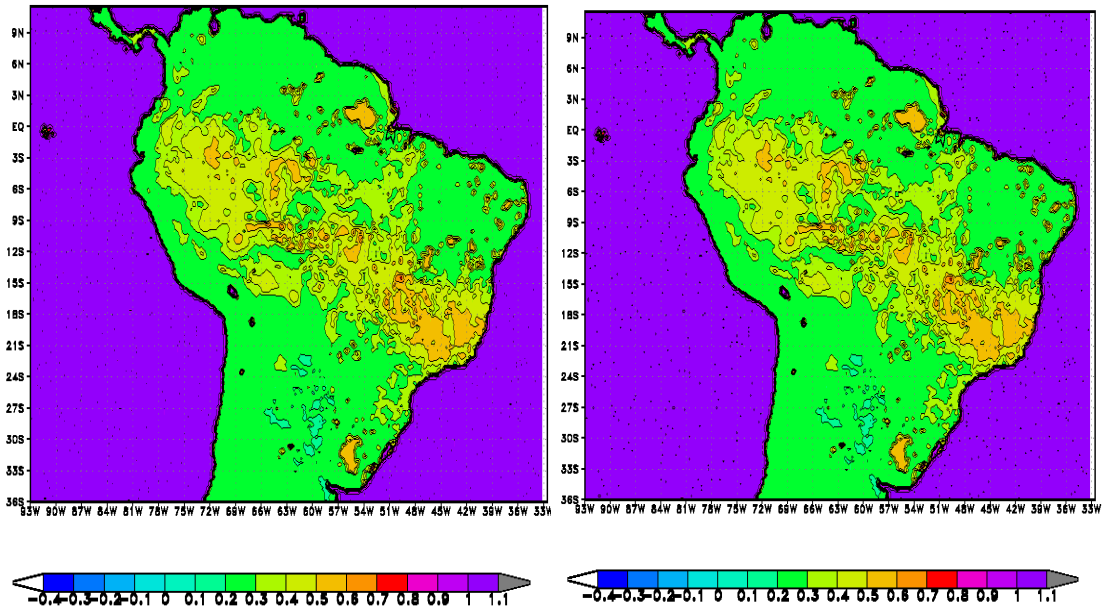 9N 9N
6N 6N
3N 3N
EQ EQ
3S 3S
6S 6S
9S 9S
12S 12S
15S 15S
18S 18S
21S 21S
24S 24S
27S 27S
30S 30S
33S 33S
36S 36S
93W 90W 87W 84W 81W 78W 75W 72W 69W 66W 63W 60W 57W 54W 51W 48W 45W 42W 39W 36W 33W
93W 90W 87W 84W 81W 78W 75W 72W 69W 66W 63W 60W 57W 54W 51W 48W 45W 42W 39W 36W 33W
-0.4 -0.3 -0.2 -0.1 0 0.1 0.2 0.3 0.4 0.5 0.6 0.7 0.8 0.9 1 1.1
-0.4 -0.3 -0.2 -0.1 0 0.1 0.2 0.3 0.4 0.5 0.6 0.7 0.8 0.9 1 1.1